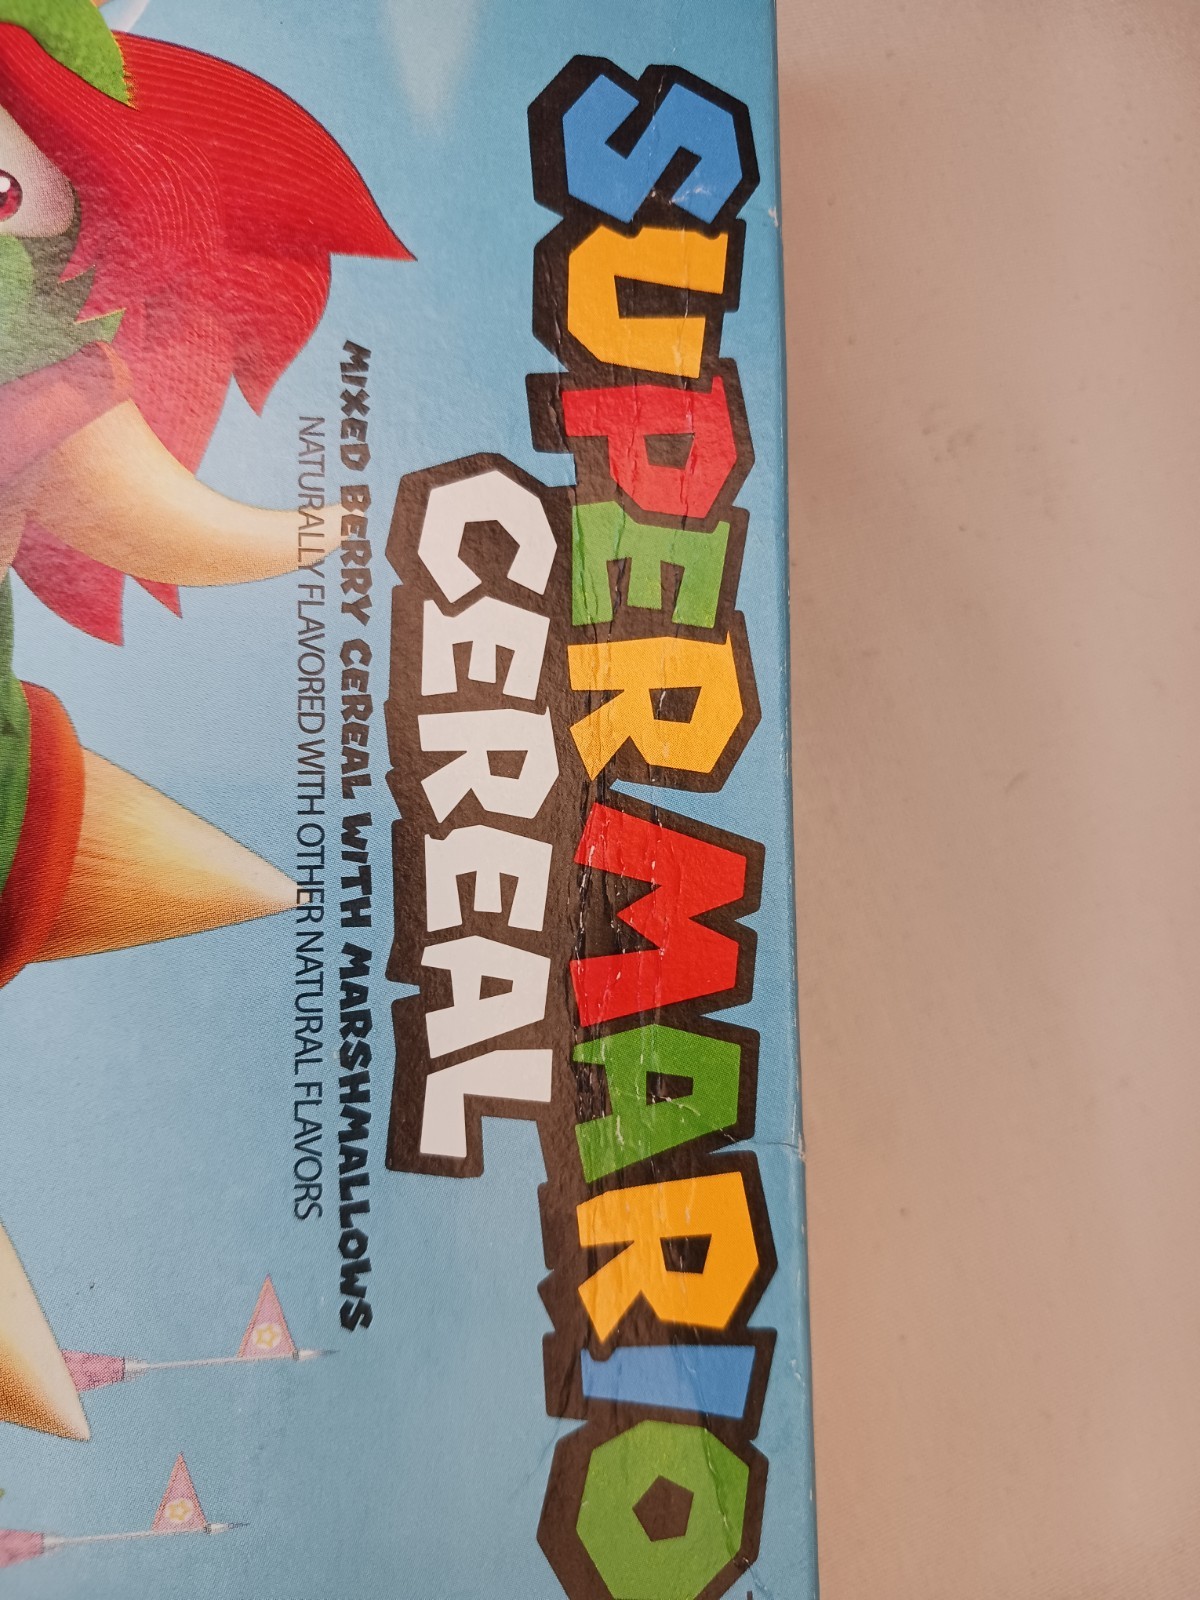 SUPER MARIO
CEREAL
MIXED BERRY CEREAL WITH MARSHMALLOWS
NATURALLY FLAVORED WITH OTHER NATURAL FLAVORS